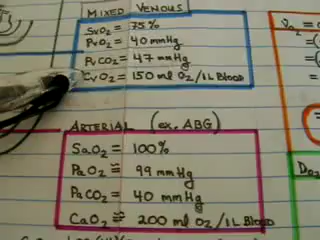 MIXED VENOUS
SvO2 = 75%
PvO2 = 40 mmHg
PvCO2 = 47 mmHg
CvO2 = 150 ml O2/1L Blood
ARTERIAL (ex. ABG)
SaO2 = 100%
PaO2 ≅ 99 mmHg
PaCO2 = 40 mmHg
CaO2 ≅ 200 ml O2/1L Blood